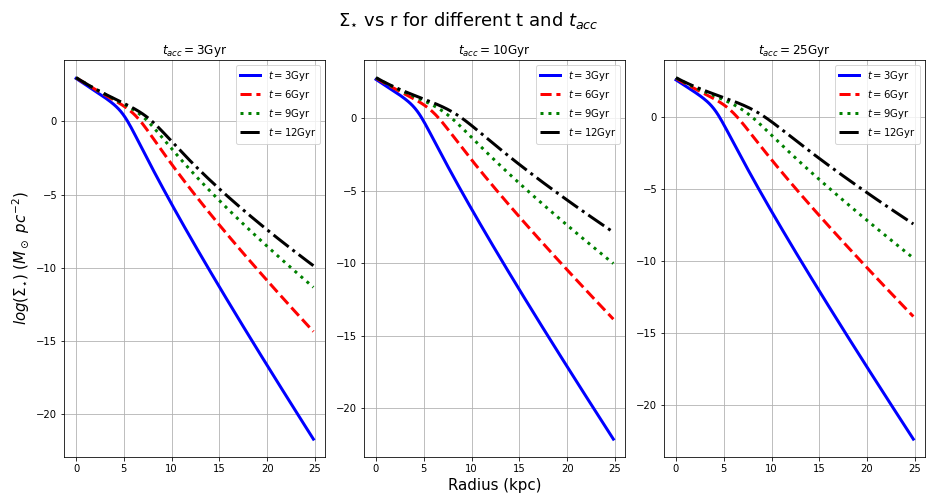 Σ⋆ vs r for different t and t_acc
t_acc = 3Gyr
t = 3Gyr
t = 6Gyr
t = 9Gyr
t = 12Gyr
0
−5
−10
−15
−20
0 5 10 15 20 25
log(Σ⋆) (M⊙ pc⁻²)
t_acc = 10Gyr
t = 3Gyr
t = 6Gyr
t = 9Gyr
t = 12Gyr
0
−5
−10
−15
−20
0 5 10 15 20 25
Radius (kpc)
t_acc = 25Gyr
t = 3Gyr
t = 6Gyr
t = 9Gyr
t = 12Gyr
0
−5
−10
−15
−20
0 5 10 15 20 25